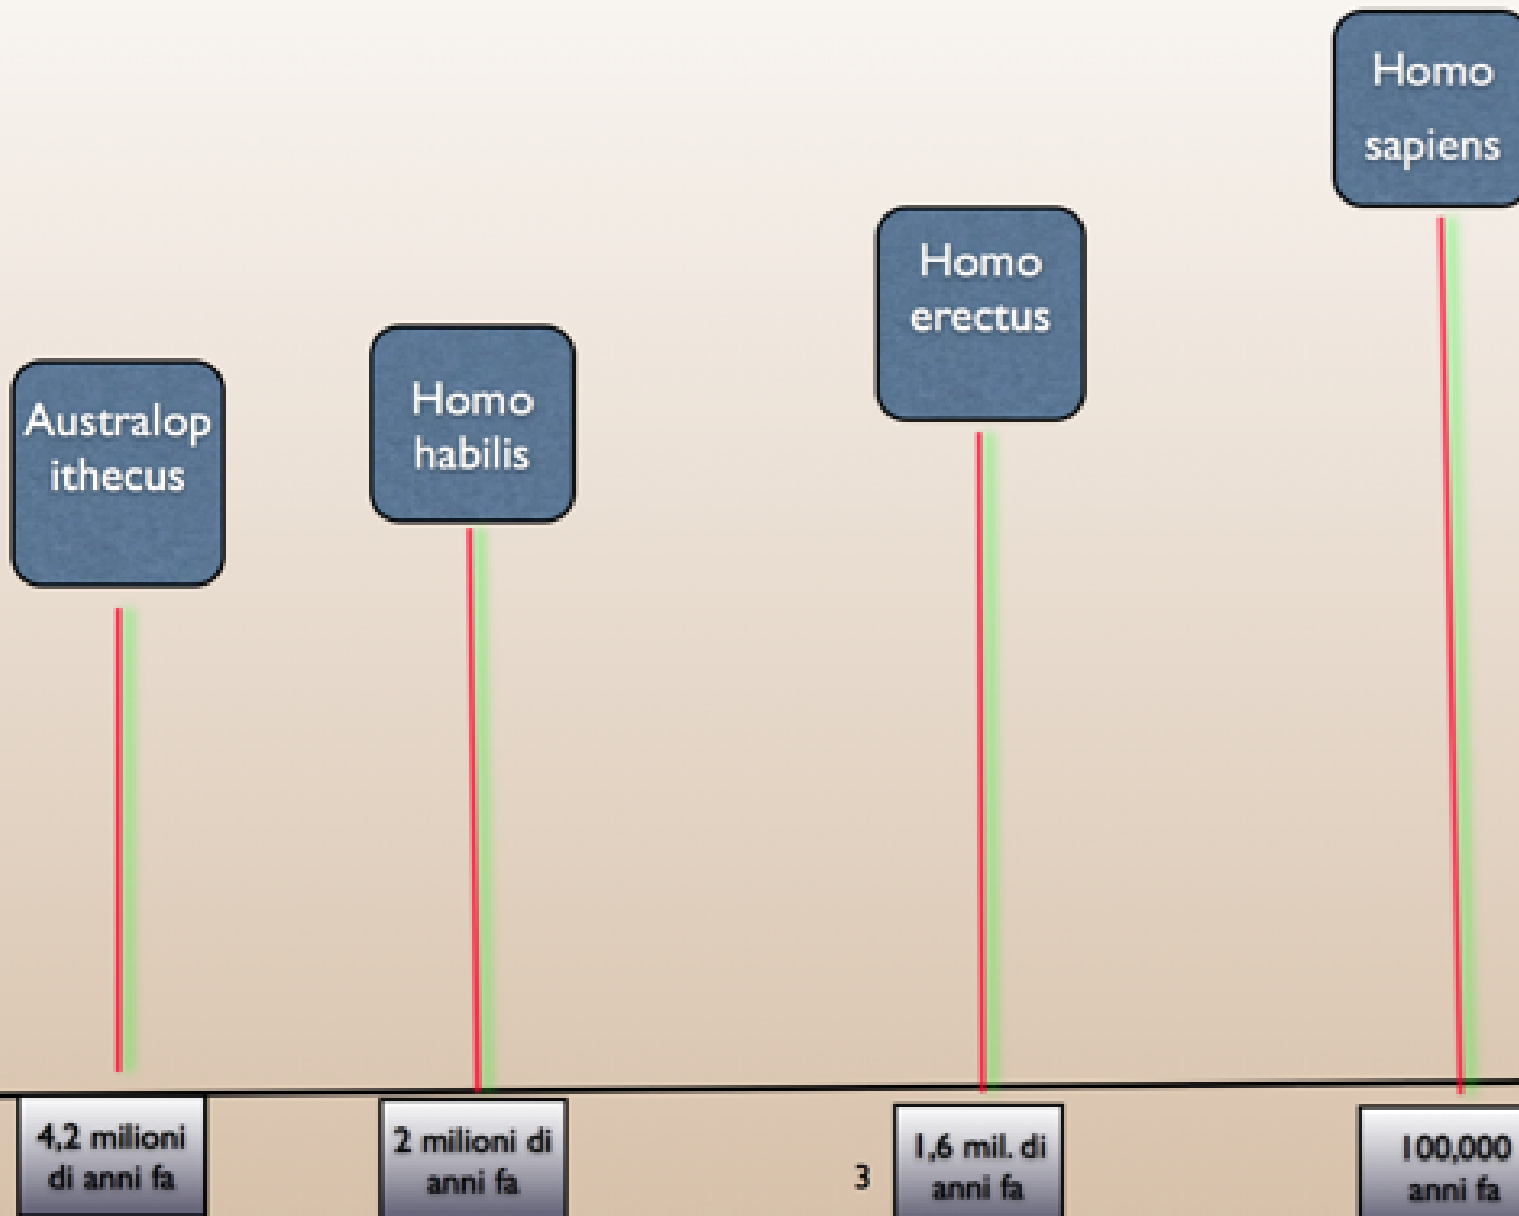 Homo
sapiens
Homo
erectus
Homo
habilis
Australop
ithecus
4,2 milioni
di anni fa
2 milioni di
anni fa
3
1,6 mil. di
anni fa
100,000
anni fa